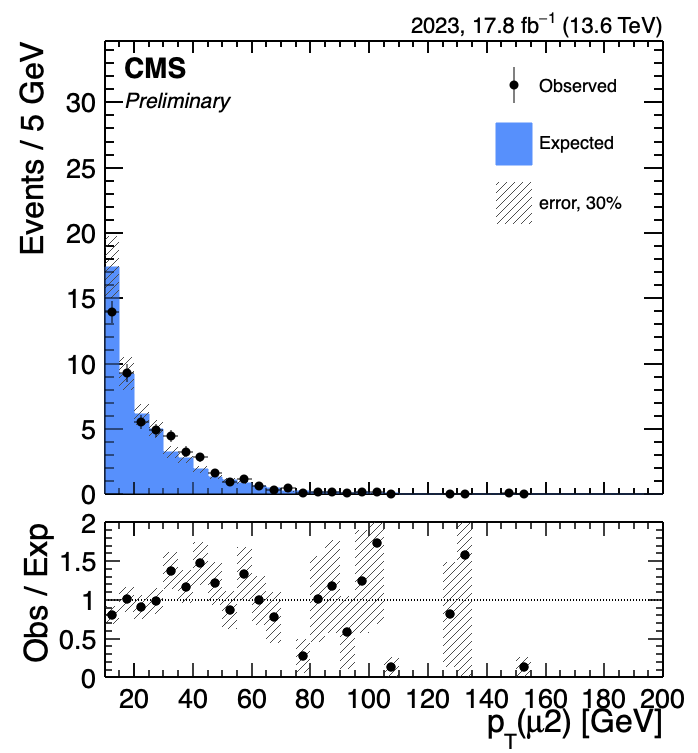 2023, 17.8 fb⁻¹ (13.6 TeV)
CMS
Preliminary
Observed
Expected
error, 30%
Events / 5 GeV
30
25
20
15
10
5
0
Obs / Exp
2
1.5
1
0.5
0
20 40 60 80 100 120 140 160 180 200
p_T(μ2) [GeV]